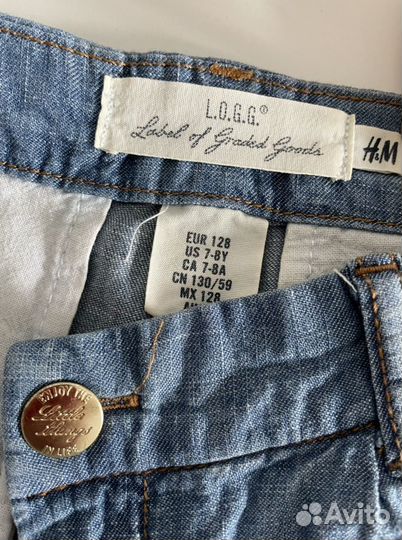 L.O.G.G.®
Label of Graded Goods
H&M
EUR 128
US 7-8Y
CA 7-8A
CN 130/59
MX 128
ENJOY THE
Little
Things
IN LIFE
Avito